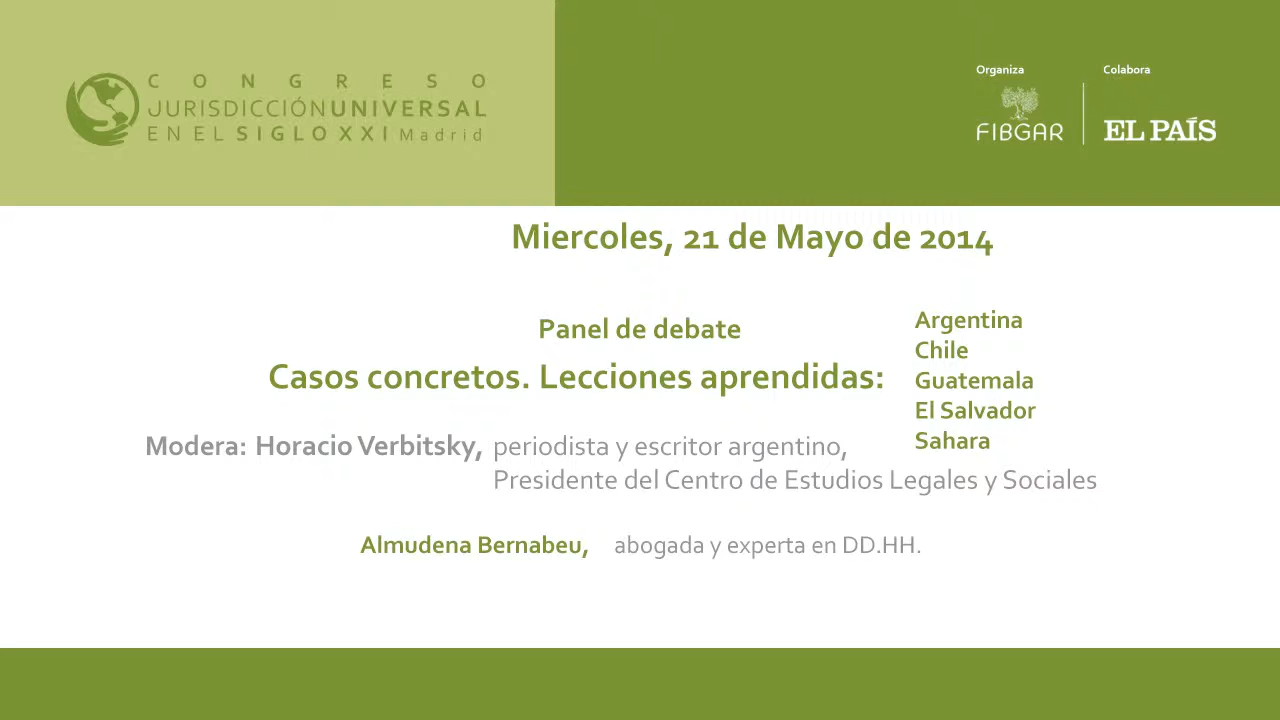 CONGRESO
JURISDICCIÓN UNIVERSAL
EN EL SIGLO XXI Madrid
Organiza
FIBGAR
Colabora
EL PAÍS
Miercoles, 21 de Mayo de 2014
Panel de debate
Casos concretos. Lecciones aprendidas:
Argentina
Chile
Guatemala
El Salvador
Sahara
Modera: Horacio Verbitsky, periodista y escritor argentino,
Presidente del Centro de Estudios Legales y Sociales
Almudena Bernabeu, abogada y experta en DD.HH.